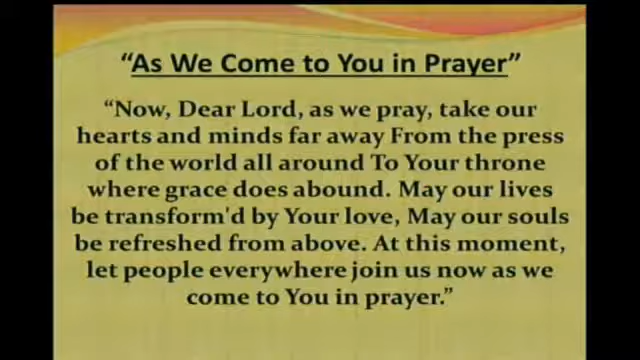 “As We Come to You in Prayer”
“Now, Dear Lord, as we pray, take our
hearts and minds far away From the press
of the world all around To Your throne
where grace does abound. May our lives
be transform'd by Your love, May our souls
be refreshed from above. At this moment,
let people everywhere join us now as we
come to You in prayer.”